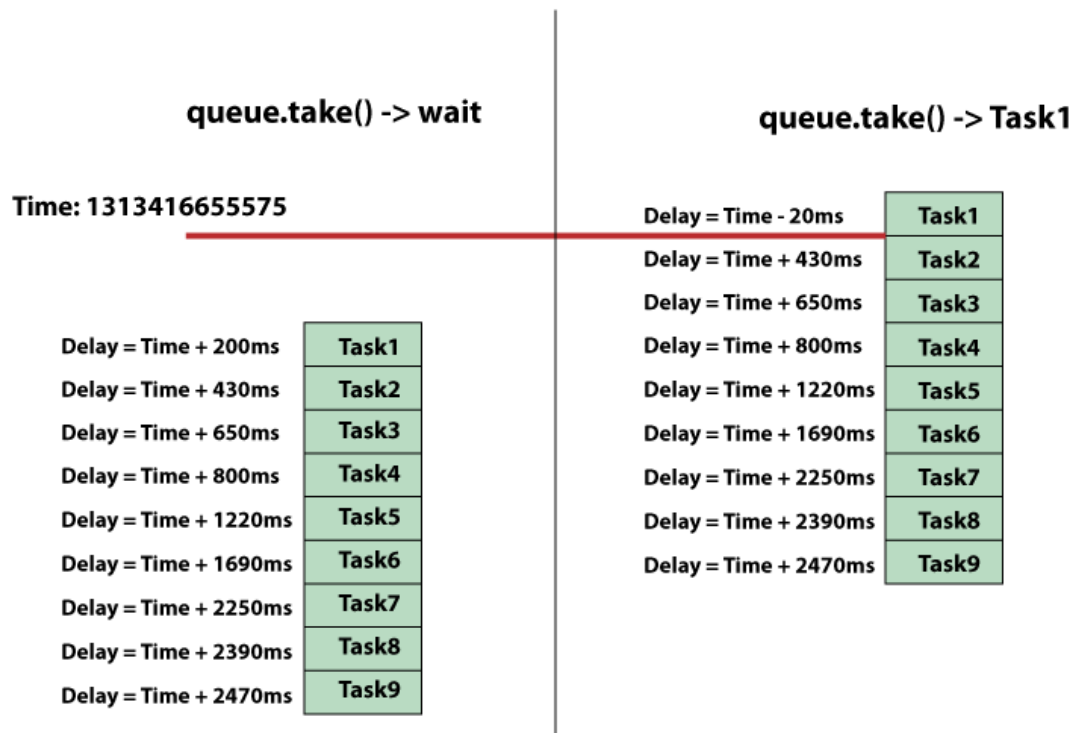 queue.take() -> wait
Time: 1313416655575
Delay = Time + 200ms Task1
Delay = Time + 430ms Task2
Delay = Time + 650ms Task3
Delay = Time + 800ms Task4
Delay = Time + 1220ms Task5
Delay = Time + 1690ms Task6
Delay = Time + 2250ms Task7
Delay = Time + 2390ms Task8
Delay = Time + 2470ms Task9
queue.take() -> Task1
Delay = Time - 20ms Task1
Delay = Time + 430ms Task2
Delay = Time + 650ms Task3
Delay = Time + 800ms Task4
Delay = Time + 1220ms Task5
Delay = Time + 1690ms Task6
Delay = Time + 2250ms Task7
Delay = Time + 2390ms Task8
Delay = Time + 2470ms Task9